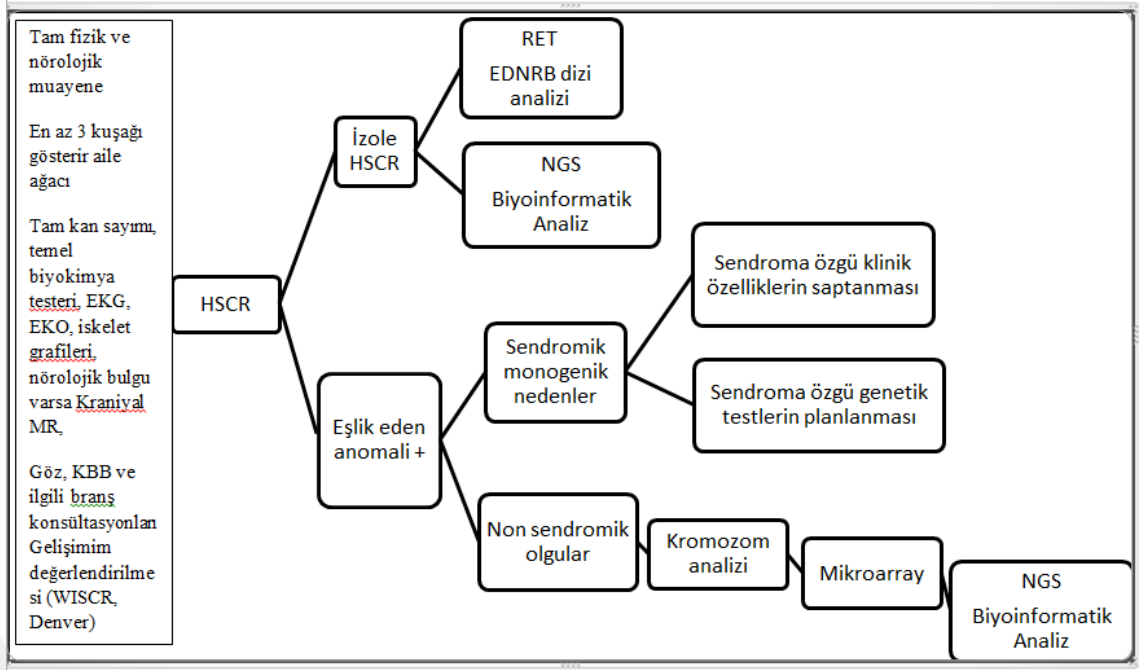 Tam fizik ve
nörolojik
muayene
En az 3 kuşağı
gösterir aile
ağacı
Tam kan sayımı,
temel
biyokimya
testeri, EKG,
EKO, iskelet
grafileri,
nörolojik bulgu
varsa Kraniyal
MR,
Göz, KBB ve
ilgili branş
konsültasyonları
Gelişimim
değerlendirilme
si (WISCR,
Denver)
HSCR
İzole
HSCR
RET
EDNRB dizi
analizi
NGS
Biyoinformatik
Analiz
Eşlik eden
anomali +
Sendromik
monogenik
nedenler
Sendroma özgü klinik
özelliklerin saptanması
Sendroma özgü genetik
testlerin planlanması
Non sendromik
olgular
Kromozom
analizi
Mikroarray
NGS
Biyoinformatik
Analiz